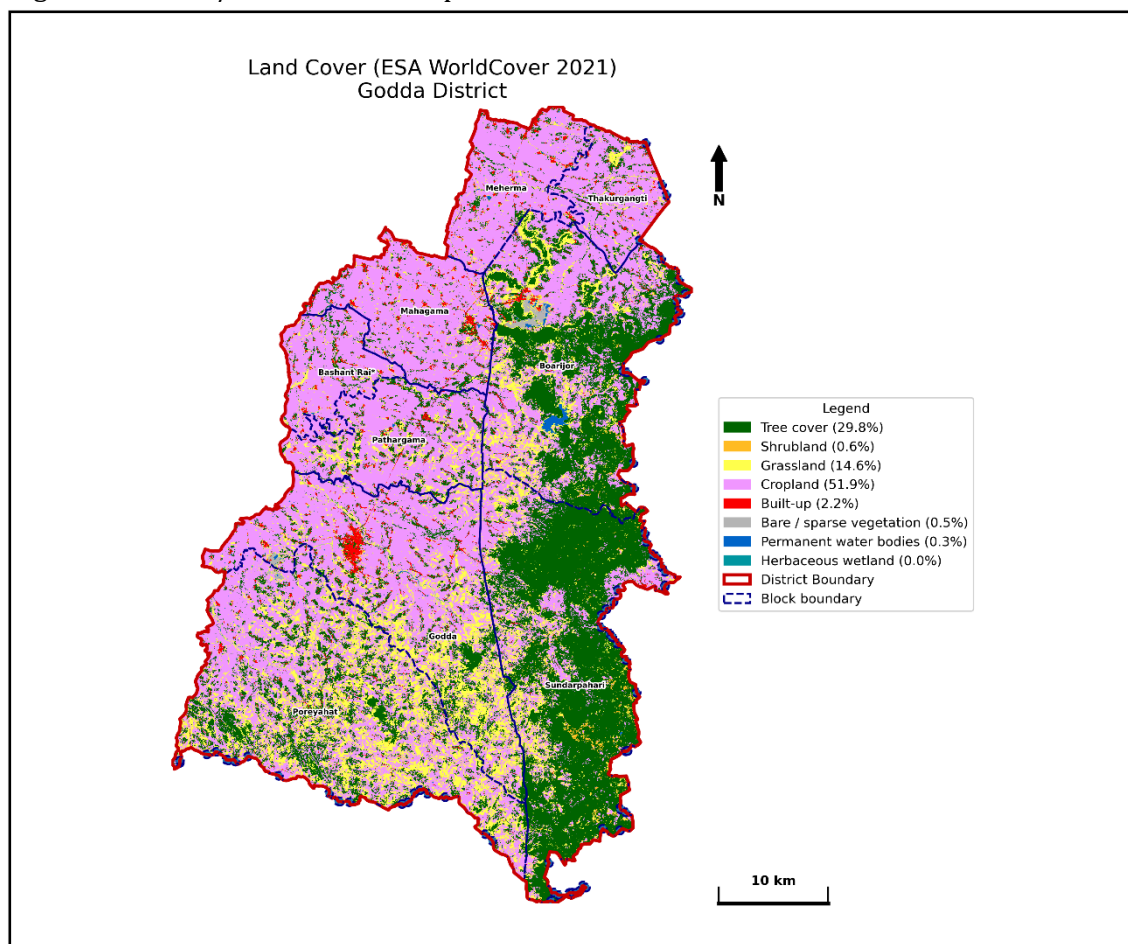 Land Cover (ESA WorldCover 2021)
Godda District
N
Meherma
Thakurgangti
Mahagama
Boarijor
Bashant Rai*
Pathargama
Godda
Sundarpahari
Poreyahat
Legend
Tree cover (29.8%)
Shrubland (0.6%)
Grassland (14.6%)
Cropland (51.9%)
Built-up (2.2%)
Bare / sparse vegetation (0.5%)
Permanent water bodies (0.3%)
Herbaceous wetland (0.0%)
District Boundary
Block boundary
10 km